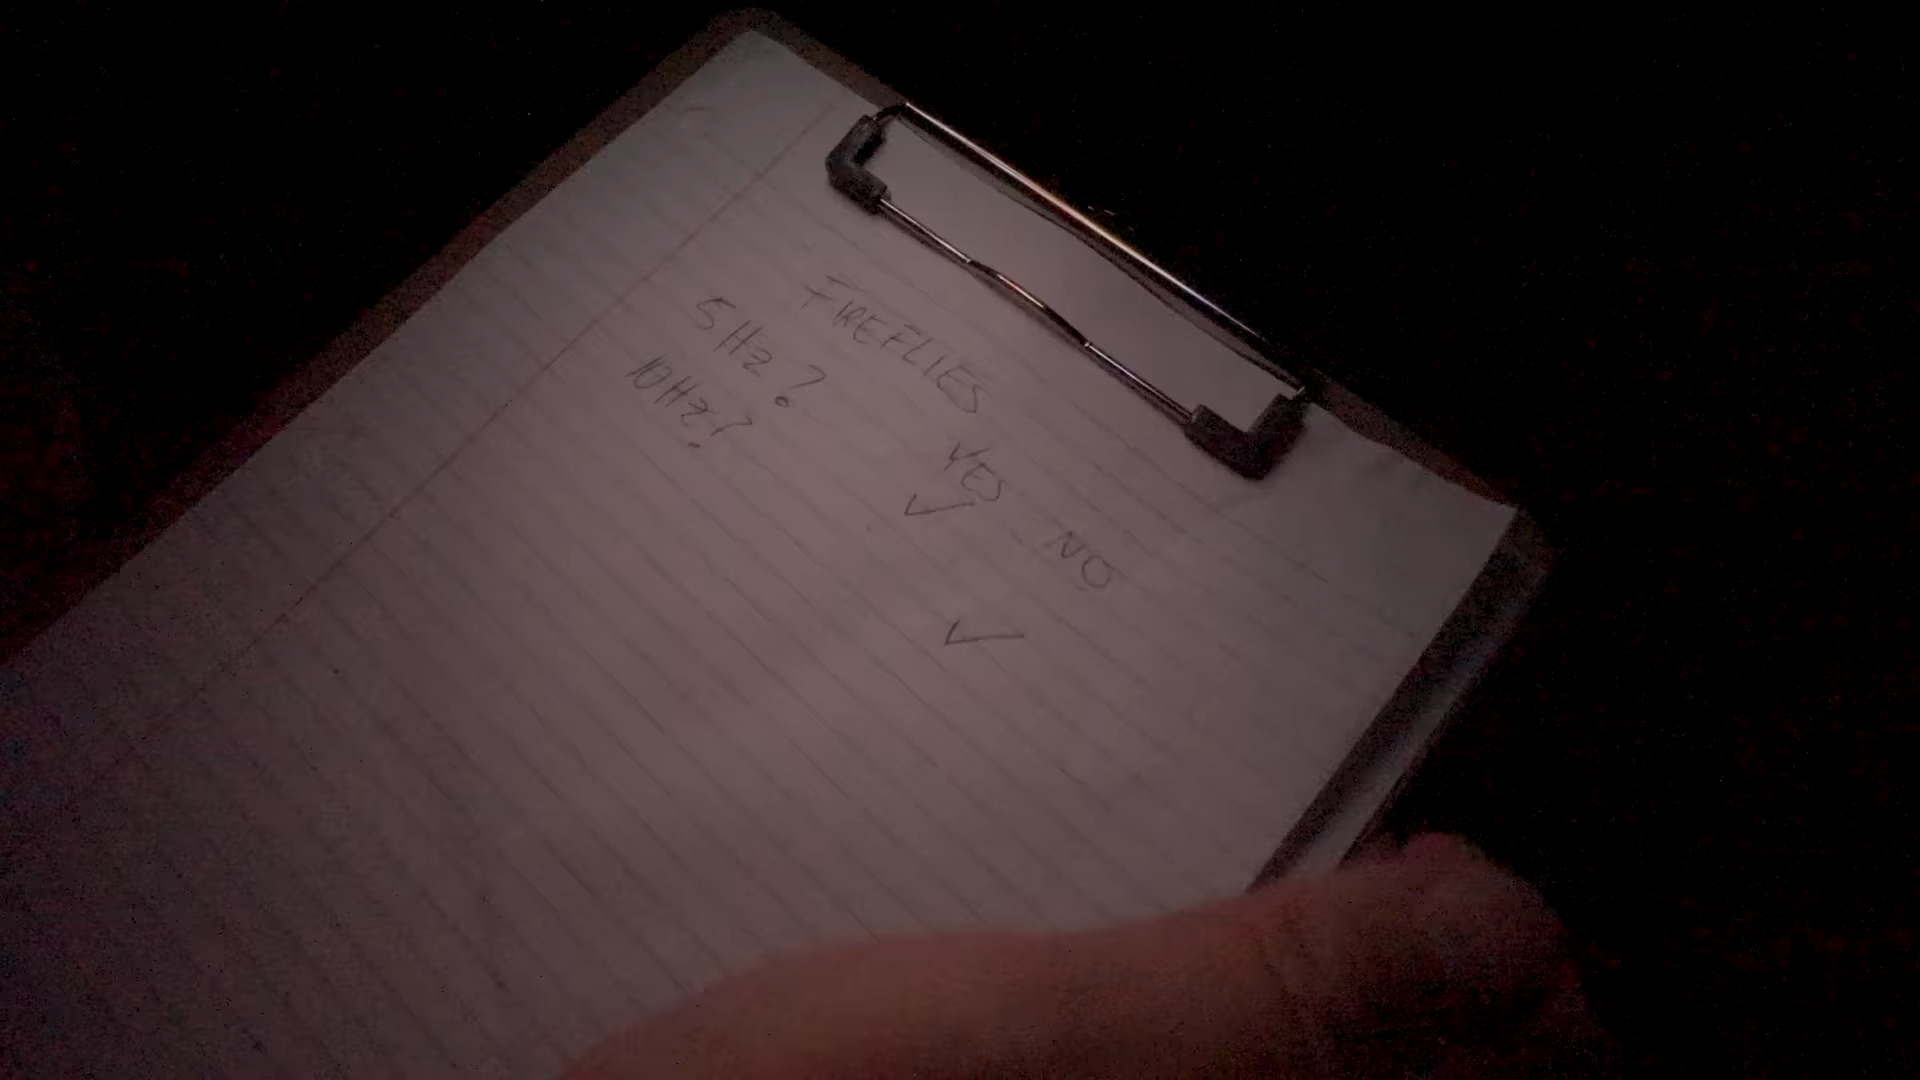 FIREFLIES
YES NO
5Hz? ✓
10Hz? ✓